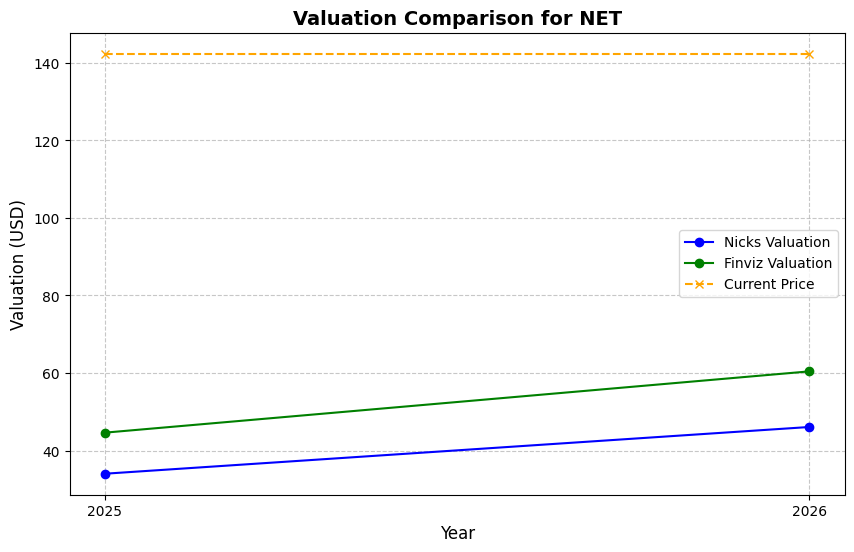 Valuation Comparison for NET
Valuation (USD)
140
120
100
80
60
40
Nicks Valuation
Finviz Valuation
Current Price
2025
2026
Year